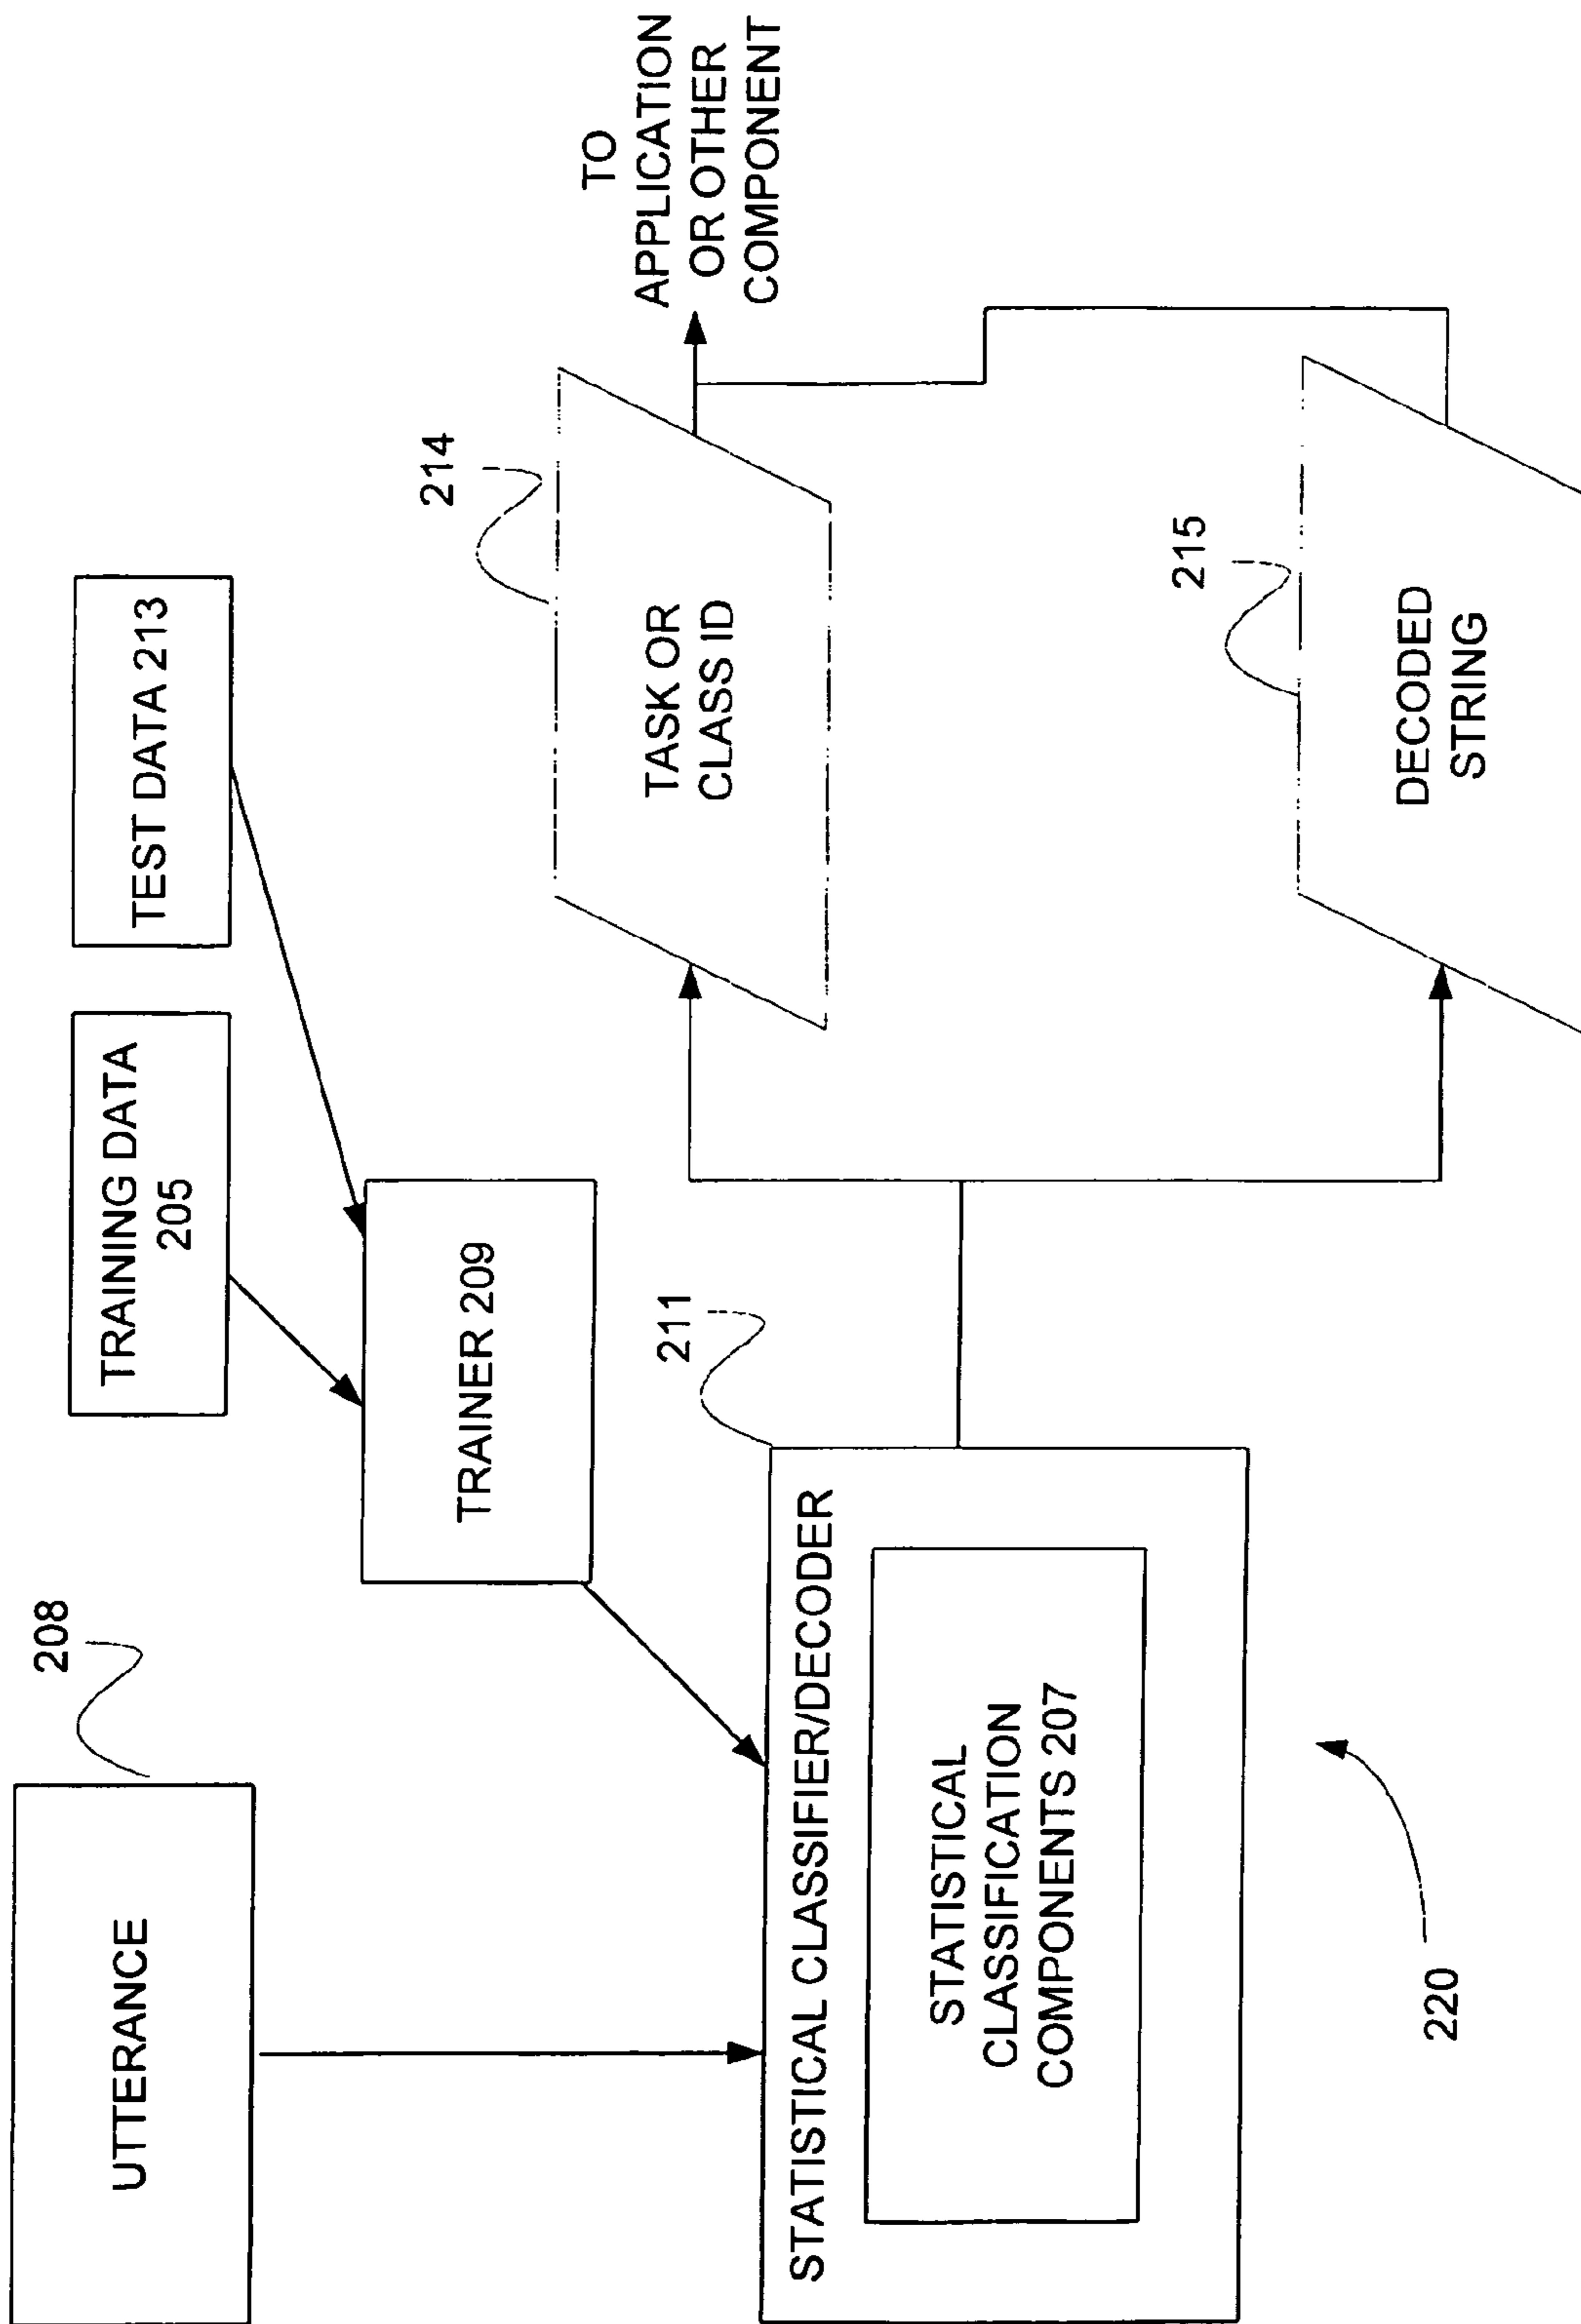 208
UTTERANCE
TEST DATA 213
TRAINING DATA
205
TRAINER 209
211
STATISTICAL CLASSIFIER/DECODER
STATISTICAL
CLASSIFICATION
COMPONENTS 207
220
214
TASK OR
CLASS ID
TO
APPLICATION
OR OTHER
COMPONENT
215
DECODED
STRING